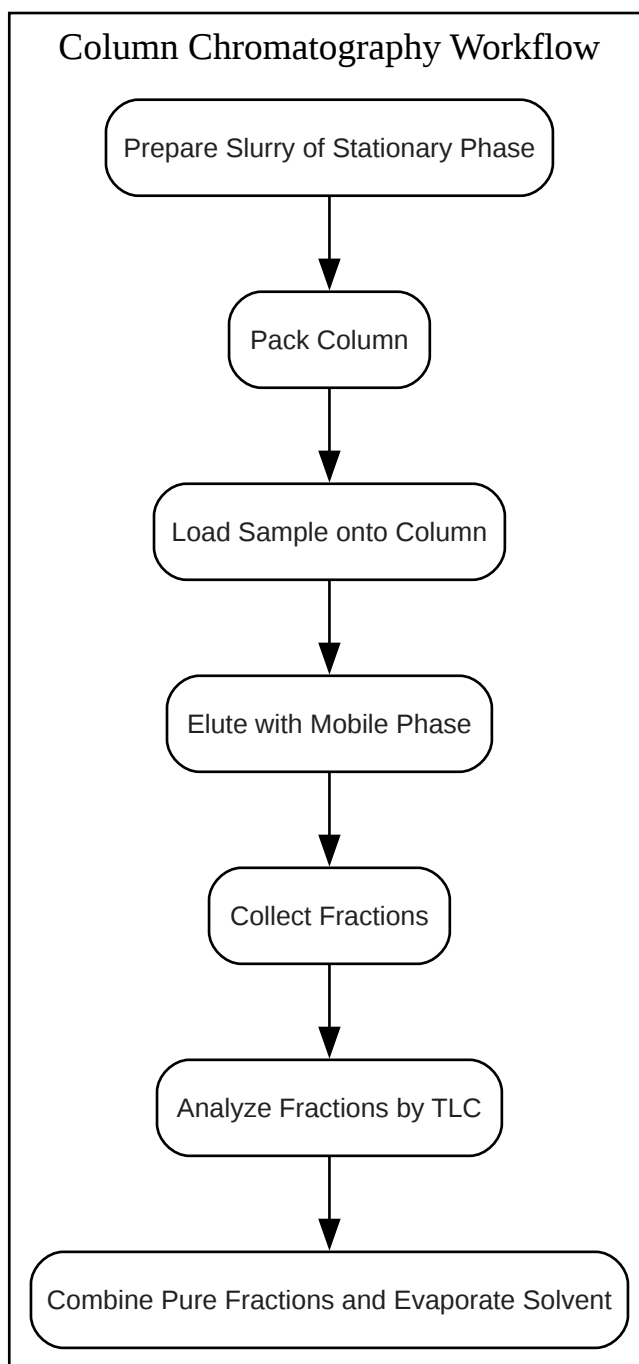 Column Chromatography Workflow
Prepare Slurry of Stationary Phase
Pack Column
Load Sample onto Column
Elute with Mobile Phase
Collect Fractions
Analyze Fractions by TLC
Combine Pure Fractions and Evaporate Solvent